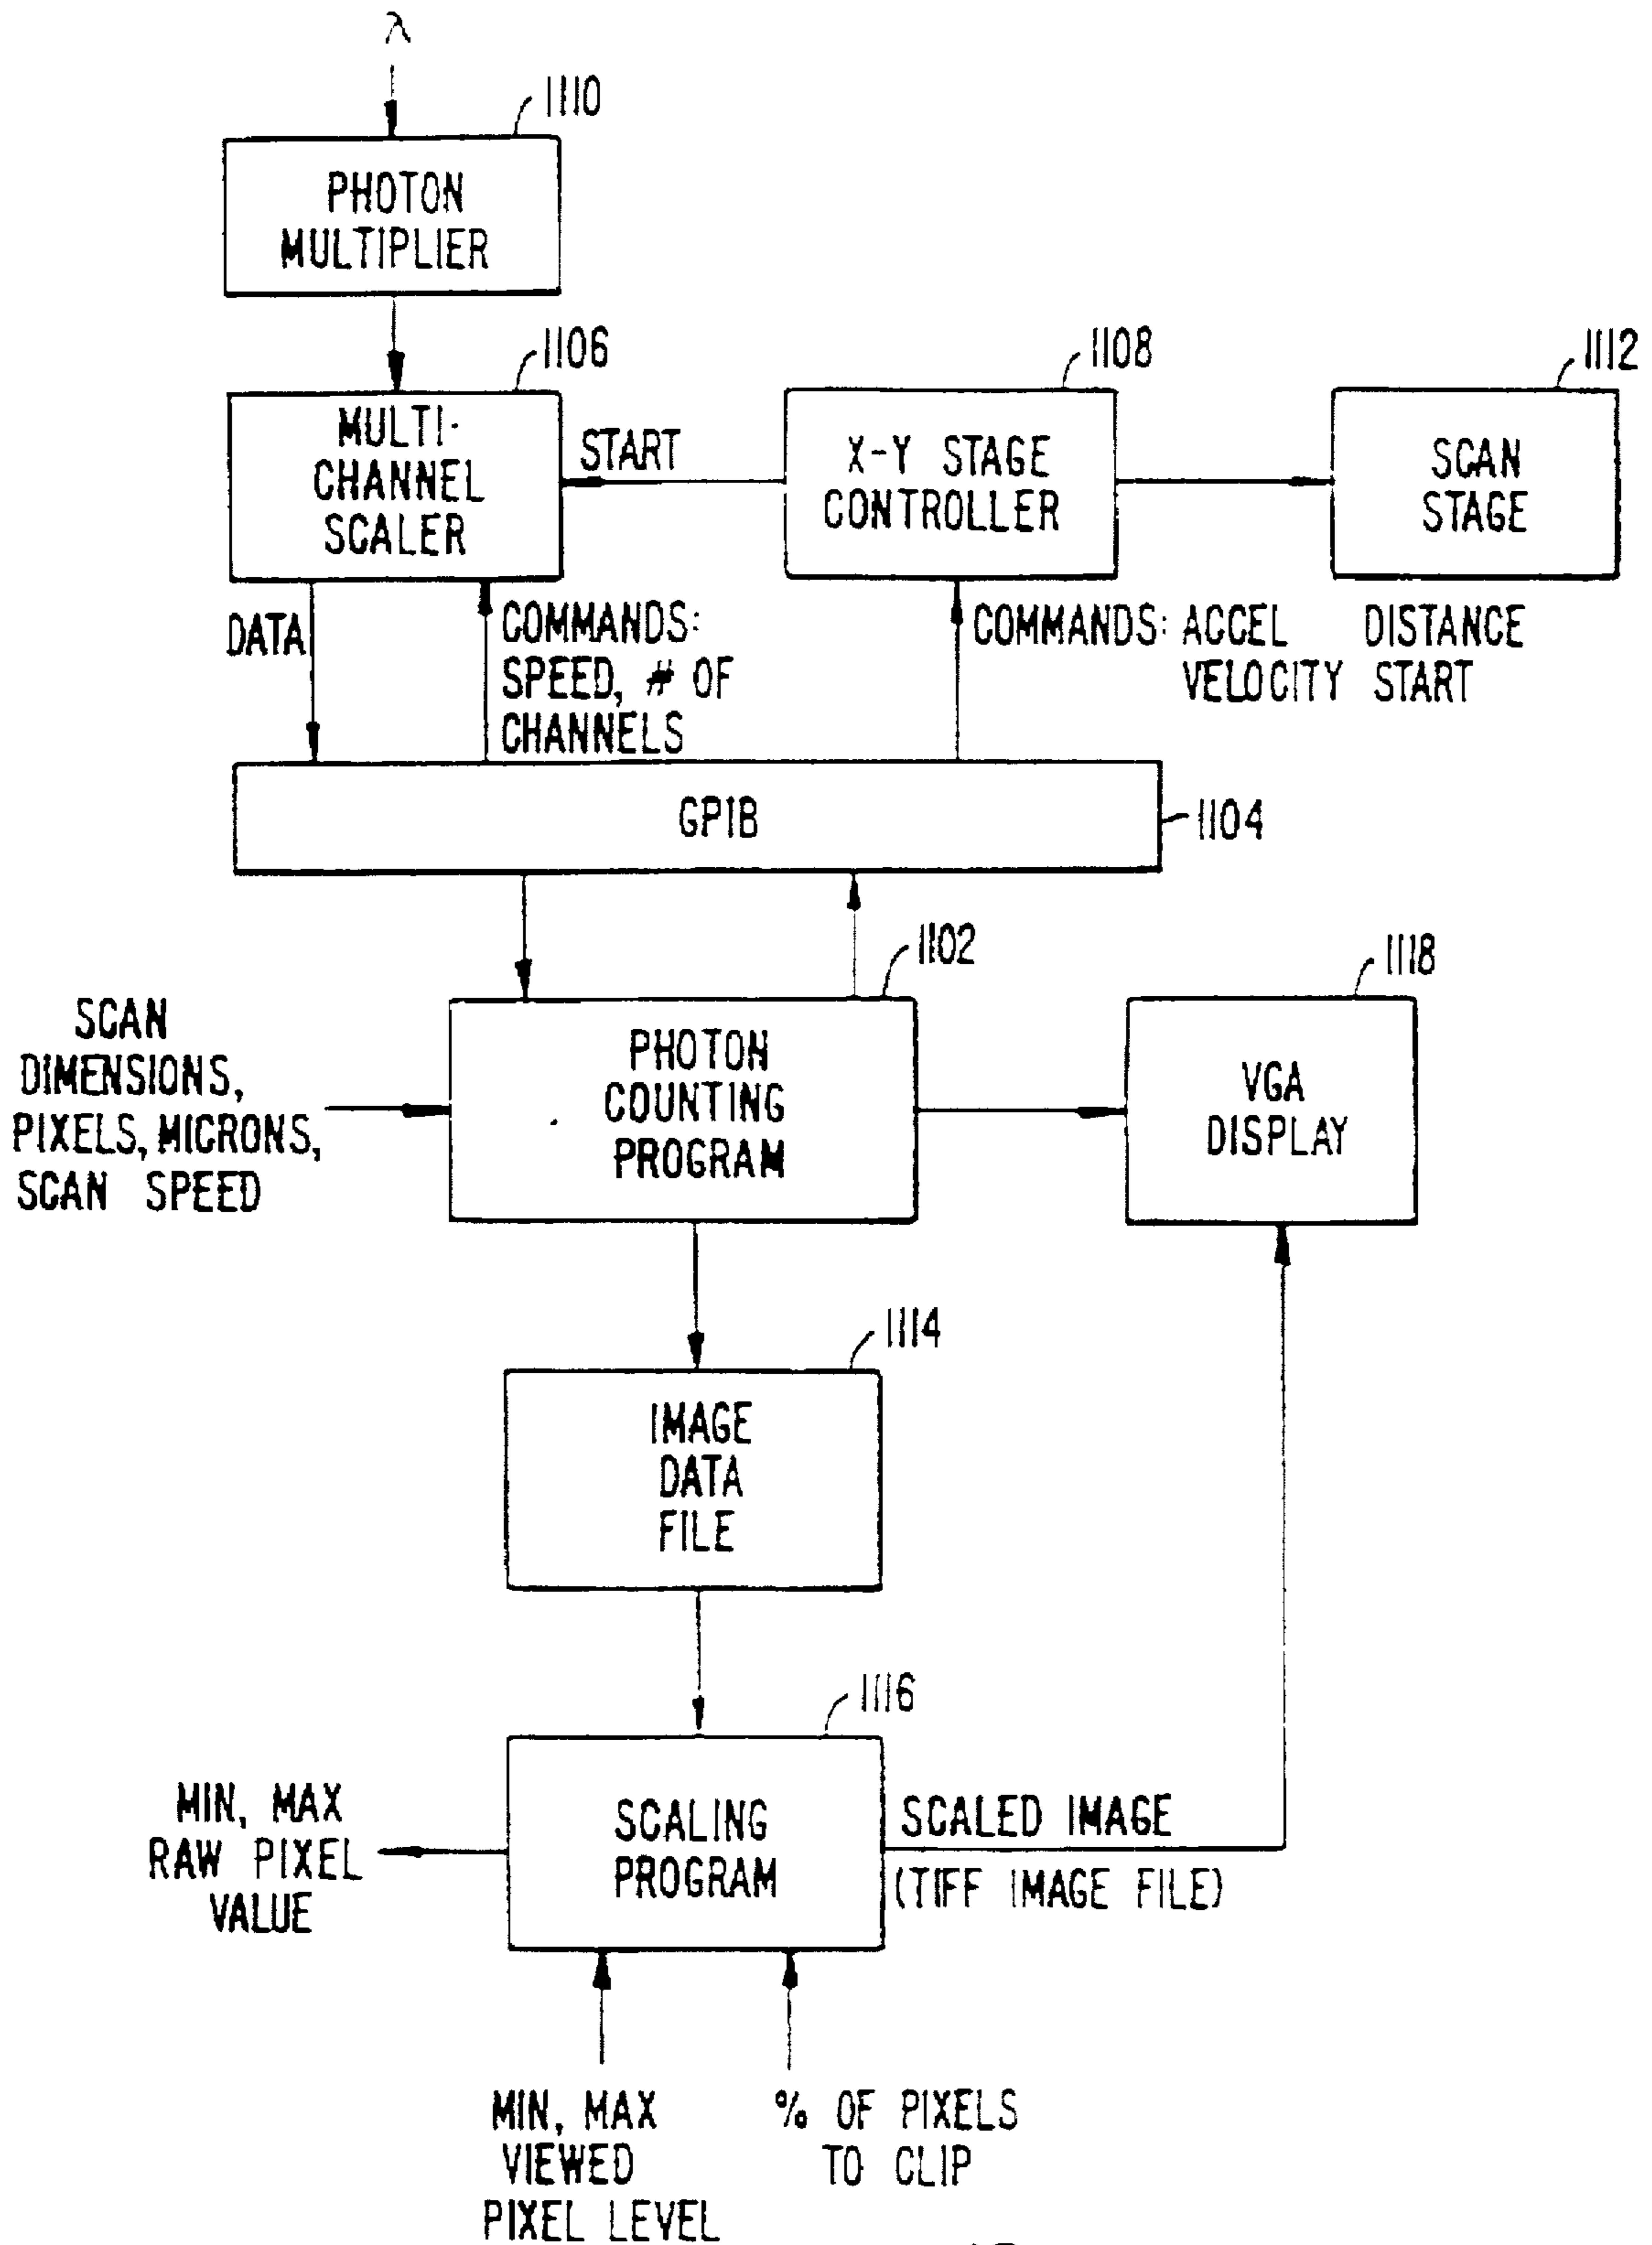 λ
1110
PHOTON
MULTIPLIER
1106
MULTI-
CHANNEL
SCALER
START
1108
X-Y STAGE
CONTROLLER
1112
SCAN
STAGE
DATA
COMMANDS:
SPEED, # OF
CHANNELS
COMMANDS: ACCEL DISTANCE
VELOCITY START
GPIB
1104
1102
SCAN
DIMENSIONS,
PIXELS, MICRONS,
SCAN SPEED
PHOTON
COUNTING
PROGRAM
1118
VGA
DISPLAY
1114
IMAGE
DATA
FILE
1116
MIN, MAX
RAW PIXEL
VALUE
SCALING
PROGRAM
SCALED IMAGE
(TIFF IMAGE FILE)
MIN, MAX
VIEWED
PIXEL LEVEL
% OF PIXELS
TO CLIP